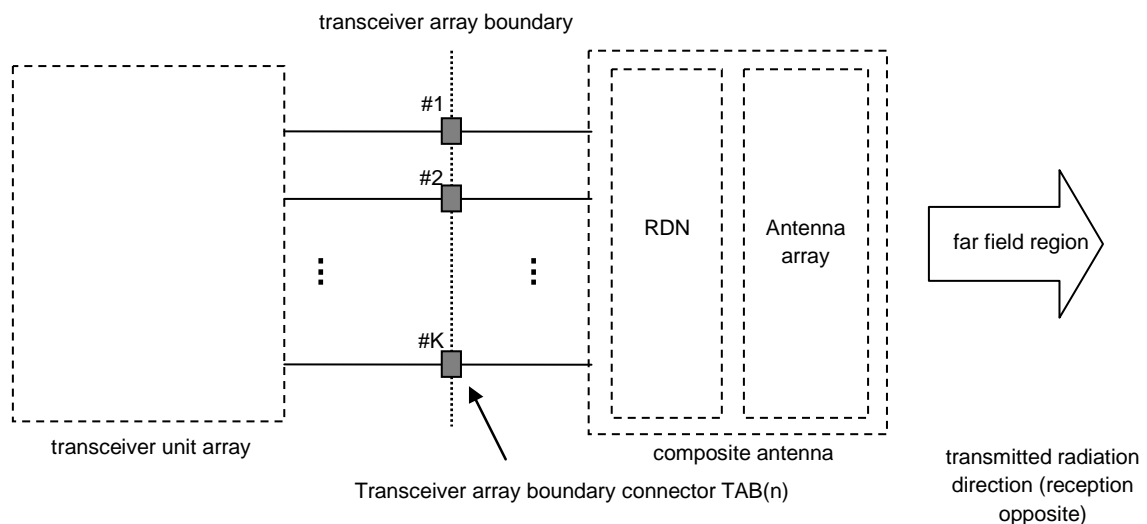 transceiver array boundary
#1
#2
#K
RDN
Antenna
array
far field region
transceiver unit array
composite antenna
Transceiver array boundary connector TAB(n)
transmitted radiation
direction (reception
opposite)